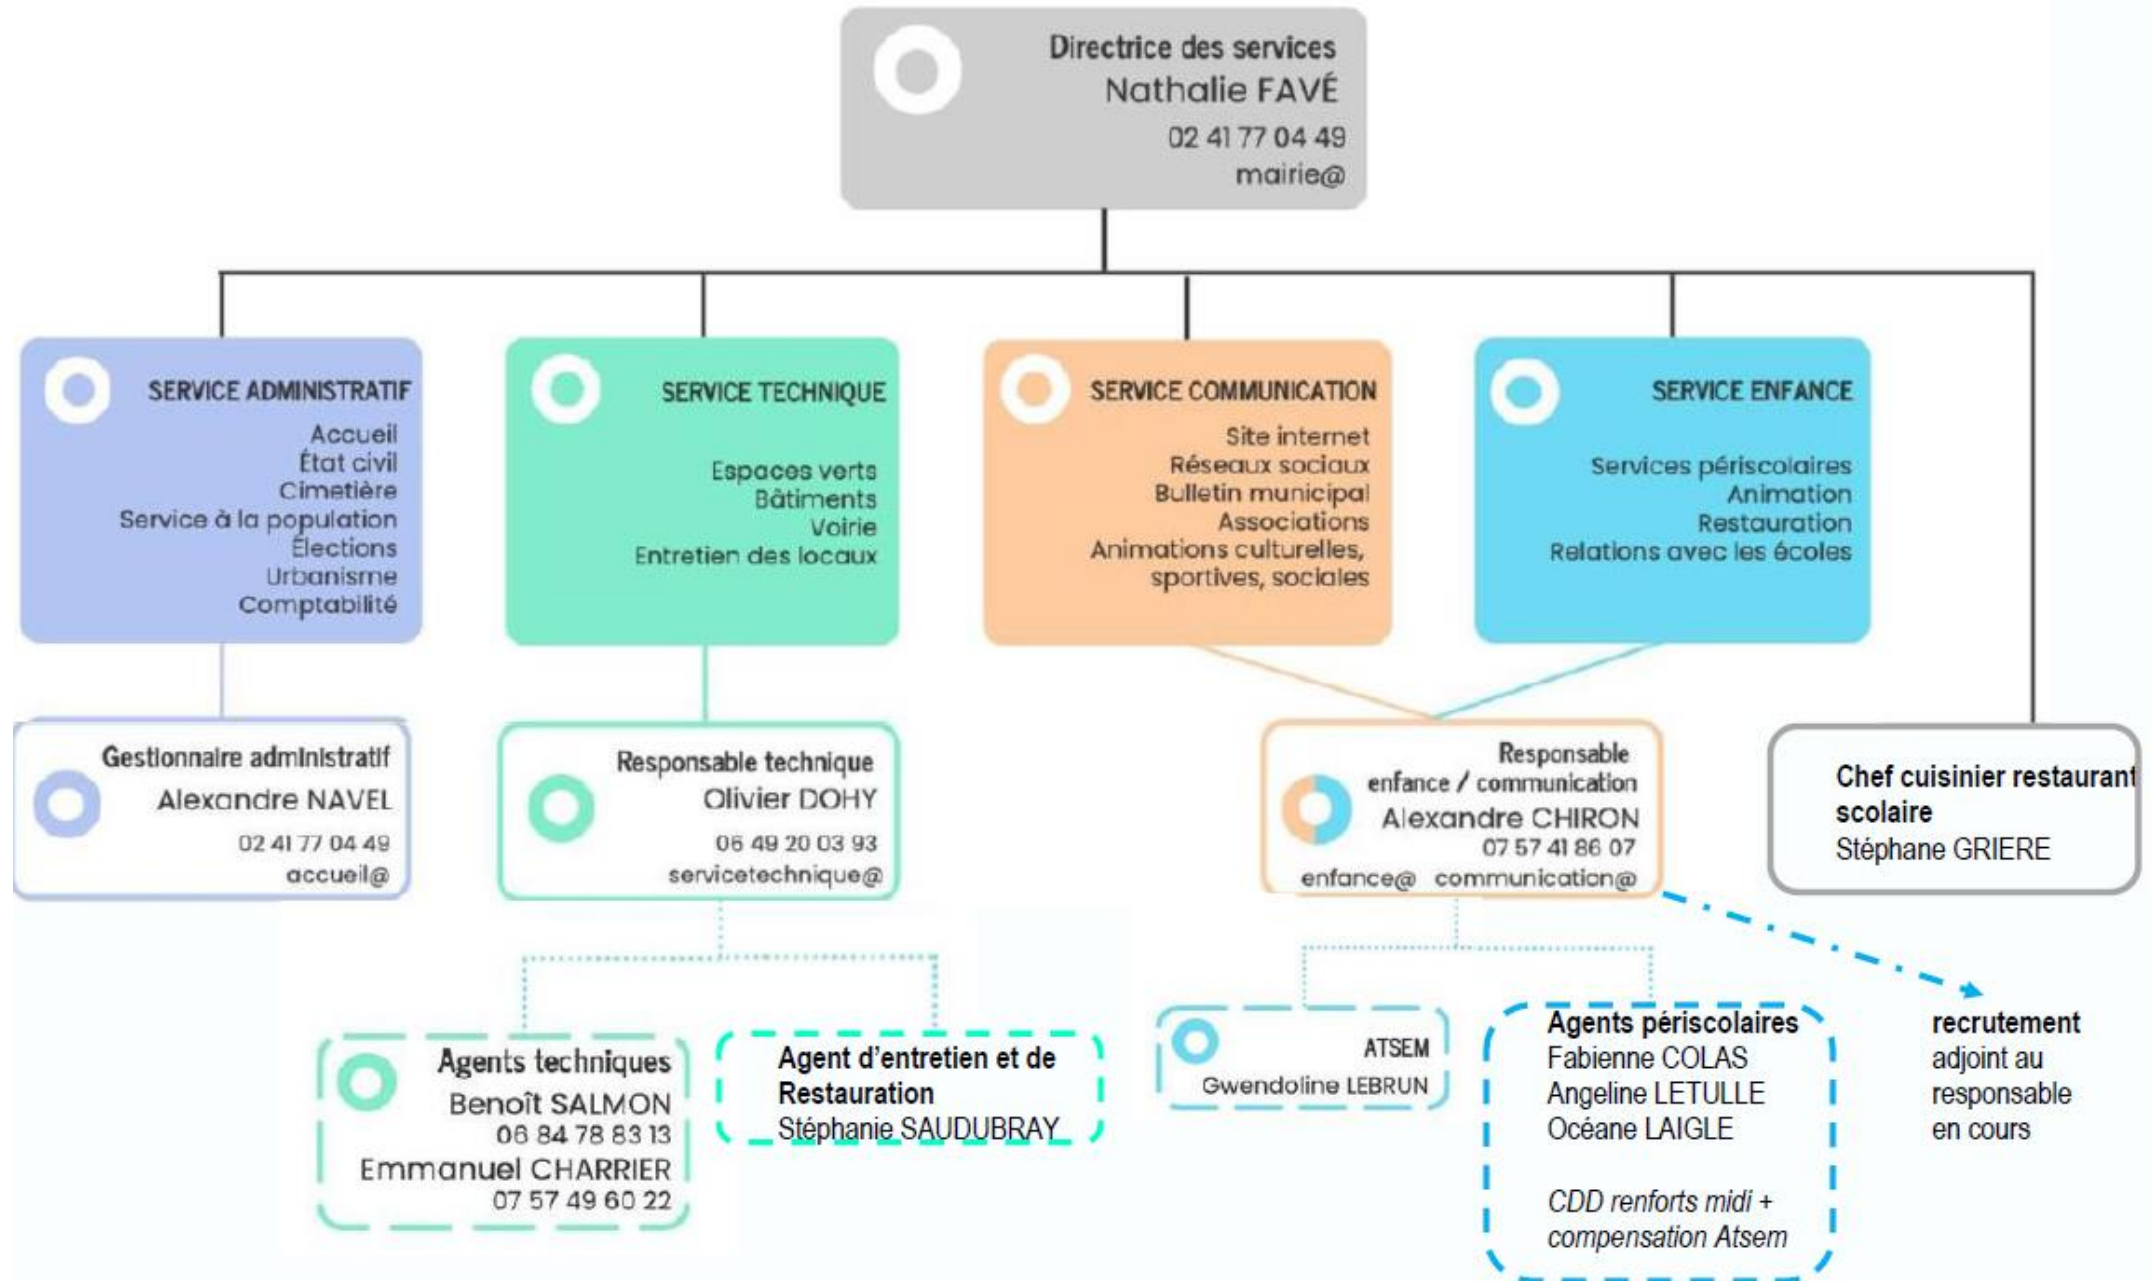 Directrice des services
Nathalie FAVÉ
02 41 77 04 49
mairie@
SERVICE ADMINISTRATIF
Accueil
État civil
Cimetière
Service à la population
Élections
Urbanisme
Comptabilité
SERVICE TECHNIQUE
Espaces verts
Bâtiments
Voirie
Entretien des locaux
SERVICE COMMUNICATION
Site internet
Réseaux sociaux
Bulletin municipal
Associations
Animations culturelles,
sportives, sociales
SERVICE ENFANCE
Services périscolaires
Animation
Restauration
Relations avec les écoles
Gestionnaire administratif
Alexandre NAVEL
02 41 77 04 49
accueil@
Responsable technique
Olivier DOHY
06 49 20 03 93
servicetechnique@
Responsable
enfance / communication
Alexandre CHIRON
07 57 41 86 07
enfance@ communication@
Chef cuisinier restaurant
scolaire
Stéphane GRIERE
Agents techniques
Benoît SALMON
06 84 78 83 13
Emmanuel CHARRIER
07 57 49 60 22
Agent d'entretien et de
Restauration
Stéphanie SAUDUBRAY
ATSEM
Gwendoline LEBRUN
Agents périscolaires
Fabienne COLAS
Angeline LETULLE
Océane LAIGLE
CDD renforts midi +
compensation Atsem
recrutement
adjoint au
responsable
en cours